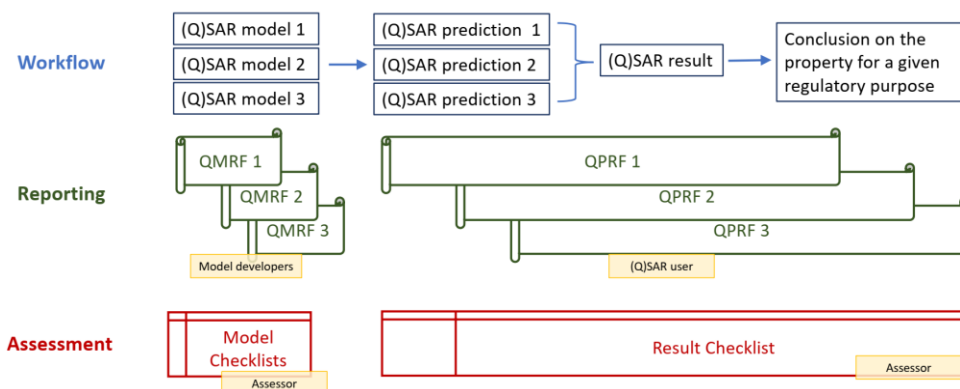 (Q)SAR model 1
(Q)SAR prediction 1
Workflow
(Q)SAR model 2
(Q)SAR prediction 2
(Q)SAR result
Conclusion on the
property for a given
regulatory purpose
(Q)SAR model 3
(Q)SAR prediction 3
Reporting
QMRF 1
QMRF 2
QMRF 3
Model developers
QPRF 1
QPRF 2
QPRF 3
(Q)SAR user
Assessment
Model
Checklists
Assessor
Result Checklist
Assessor